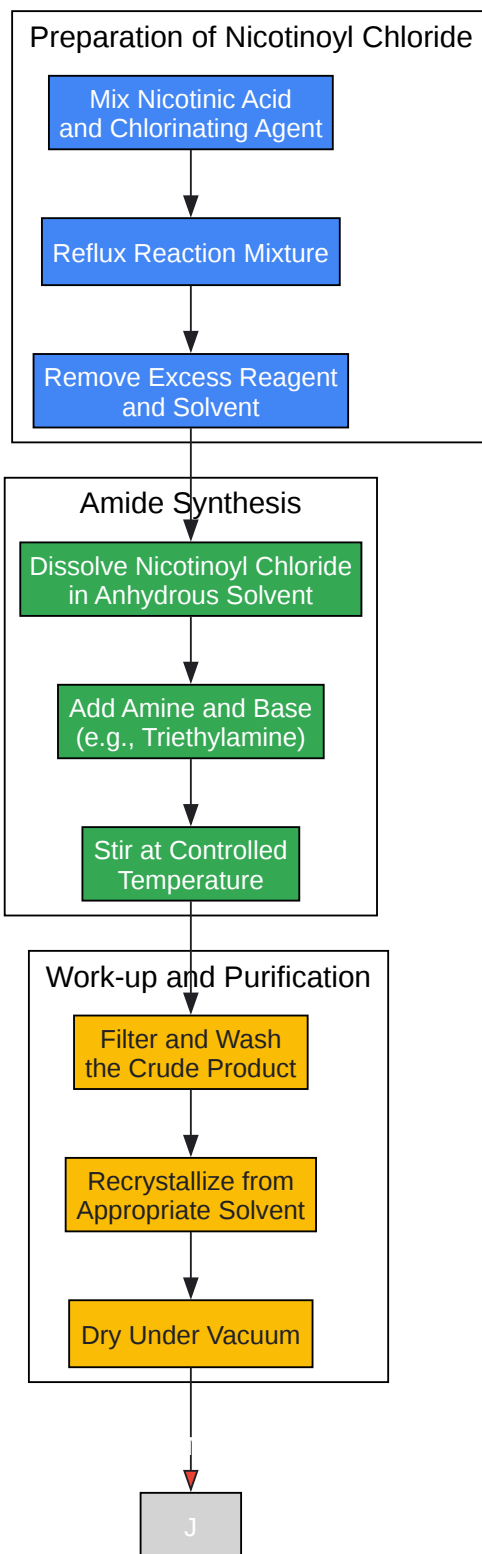 Preparation of Nicotinoyl Chloride
Mix Nicotinic Acid
and Chlorinating Agent
Reflux Reaction Mixture
Remove Excess Reagent
and Solvent
Amide Synthesis
Dissolve Nicotinoyl Chloride
in Anhydrous Solvent
Add Amine and Base
(e.g., Triethylamine)
Stir at Controlled
Temperature
Work-up and Purification
Filter and Wash
the Crude Product
Recrystallize from
Appropriate Solvent
Dry Under Vacuum
J